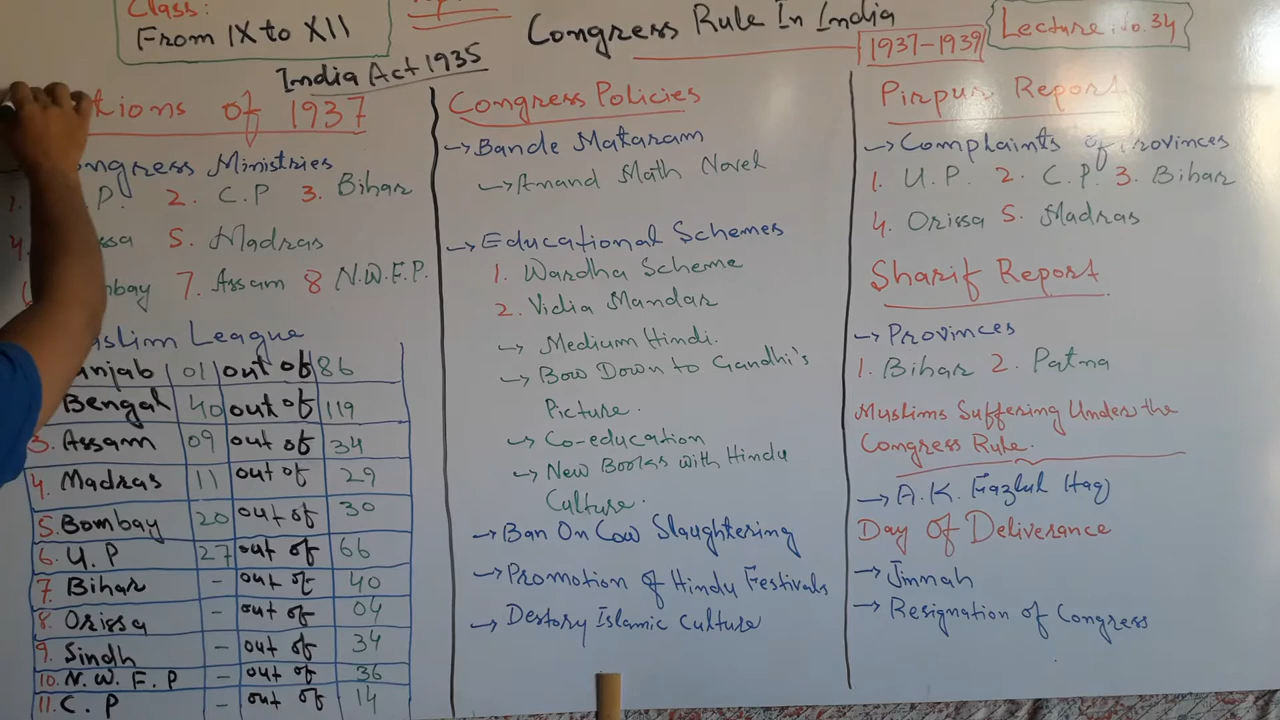 Class:
From IX to XII
Congress Rule In India
1937-1939
Lecture: No. 34
India Act 1935
tions of 1937
ongress Ministries
1. P. 2. C.P 3. Bihar
4. ssa 5. Madras
mbay 7. Assam 8 N.W.F.P.
uslim League
unjab 01 out of 86
Bengal 40 out of 119
3. Assam 09 out of 34
4. Madras 11 out of 29
5. Bombay 20 out of 30
6. U.P 27 out of 66
7. Bihar - out of 40
8. Orissa - out of 04
9. Sindh - out of 34
10. N.W.F.P - out of 36
11. C.P - out of 14
Congress Policies
→ Bande Mataram
→ Anand Math Novel
→ Educational Schemes
1. Wardha Scheme
2. Vidia Mandar
→ Medium Hindi.
→ Bow Down to Gandhi's
Picture.
→ Co-education
→ New Books with Hindu
Culture.
→ Ban On Cow Slaughtering
→ Promotion of Hindu Festivals
→ Destory Islamic Culture
Pirpur Report
→ Complaints of Provinces
1. U.P. 2. C.P. 3. Bihar
4. Orissa 5. Madras
Sharif Report
→ Provinces
1. Bihar 2. Patna
Muslims Suffering Under the
Congress Rule.
→ A.K. Fazlul Haq
Day Of Deliverance
→ Jinnah
→ Resignation of Congress